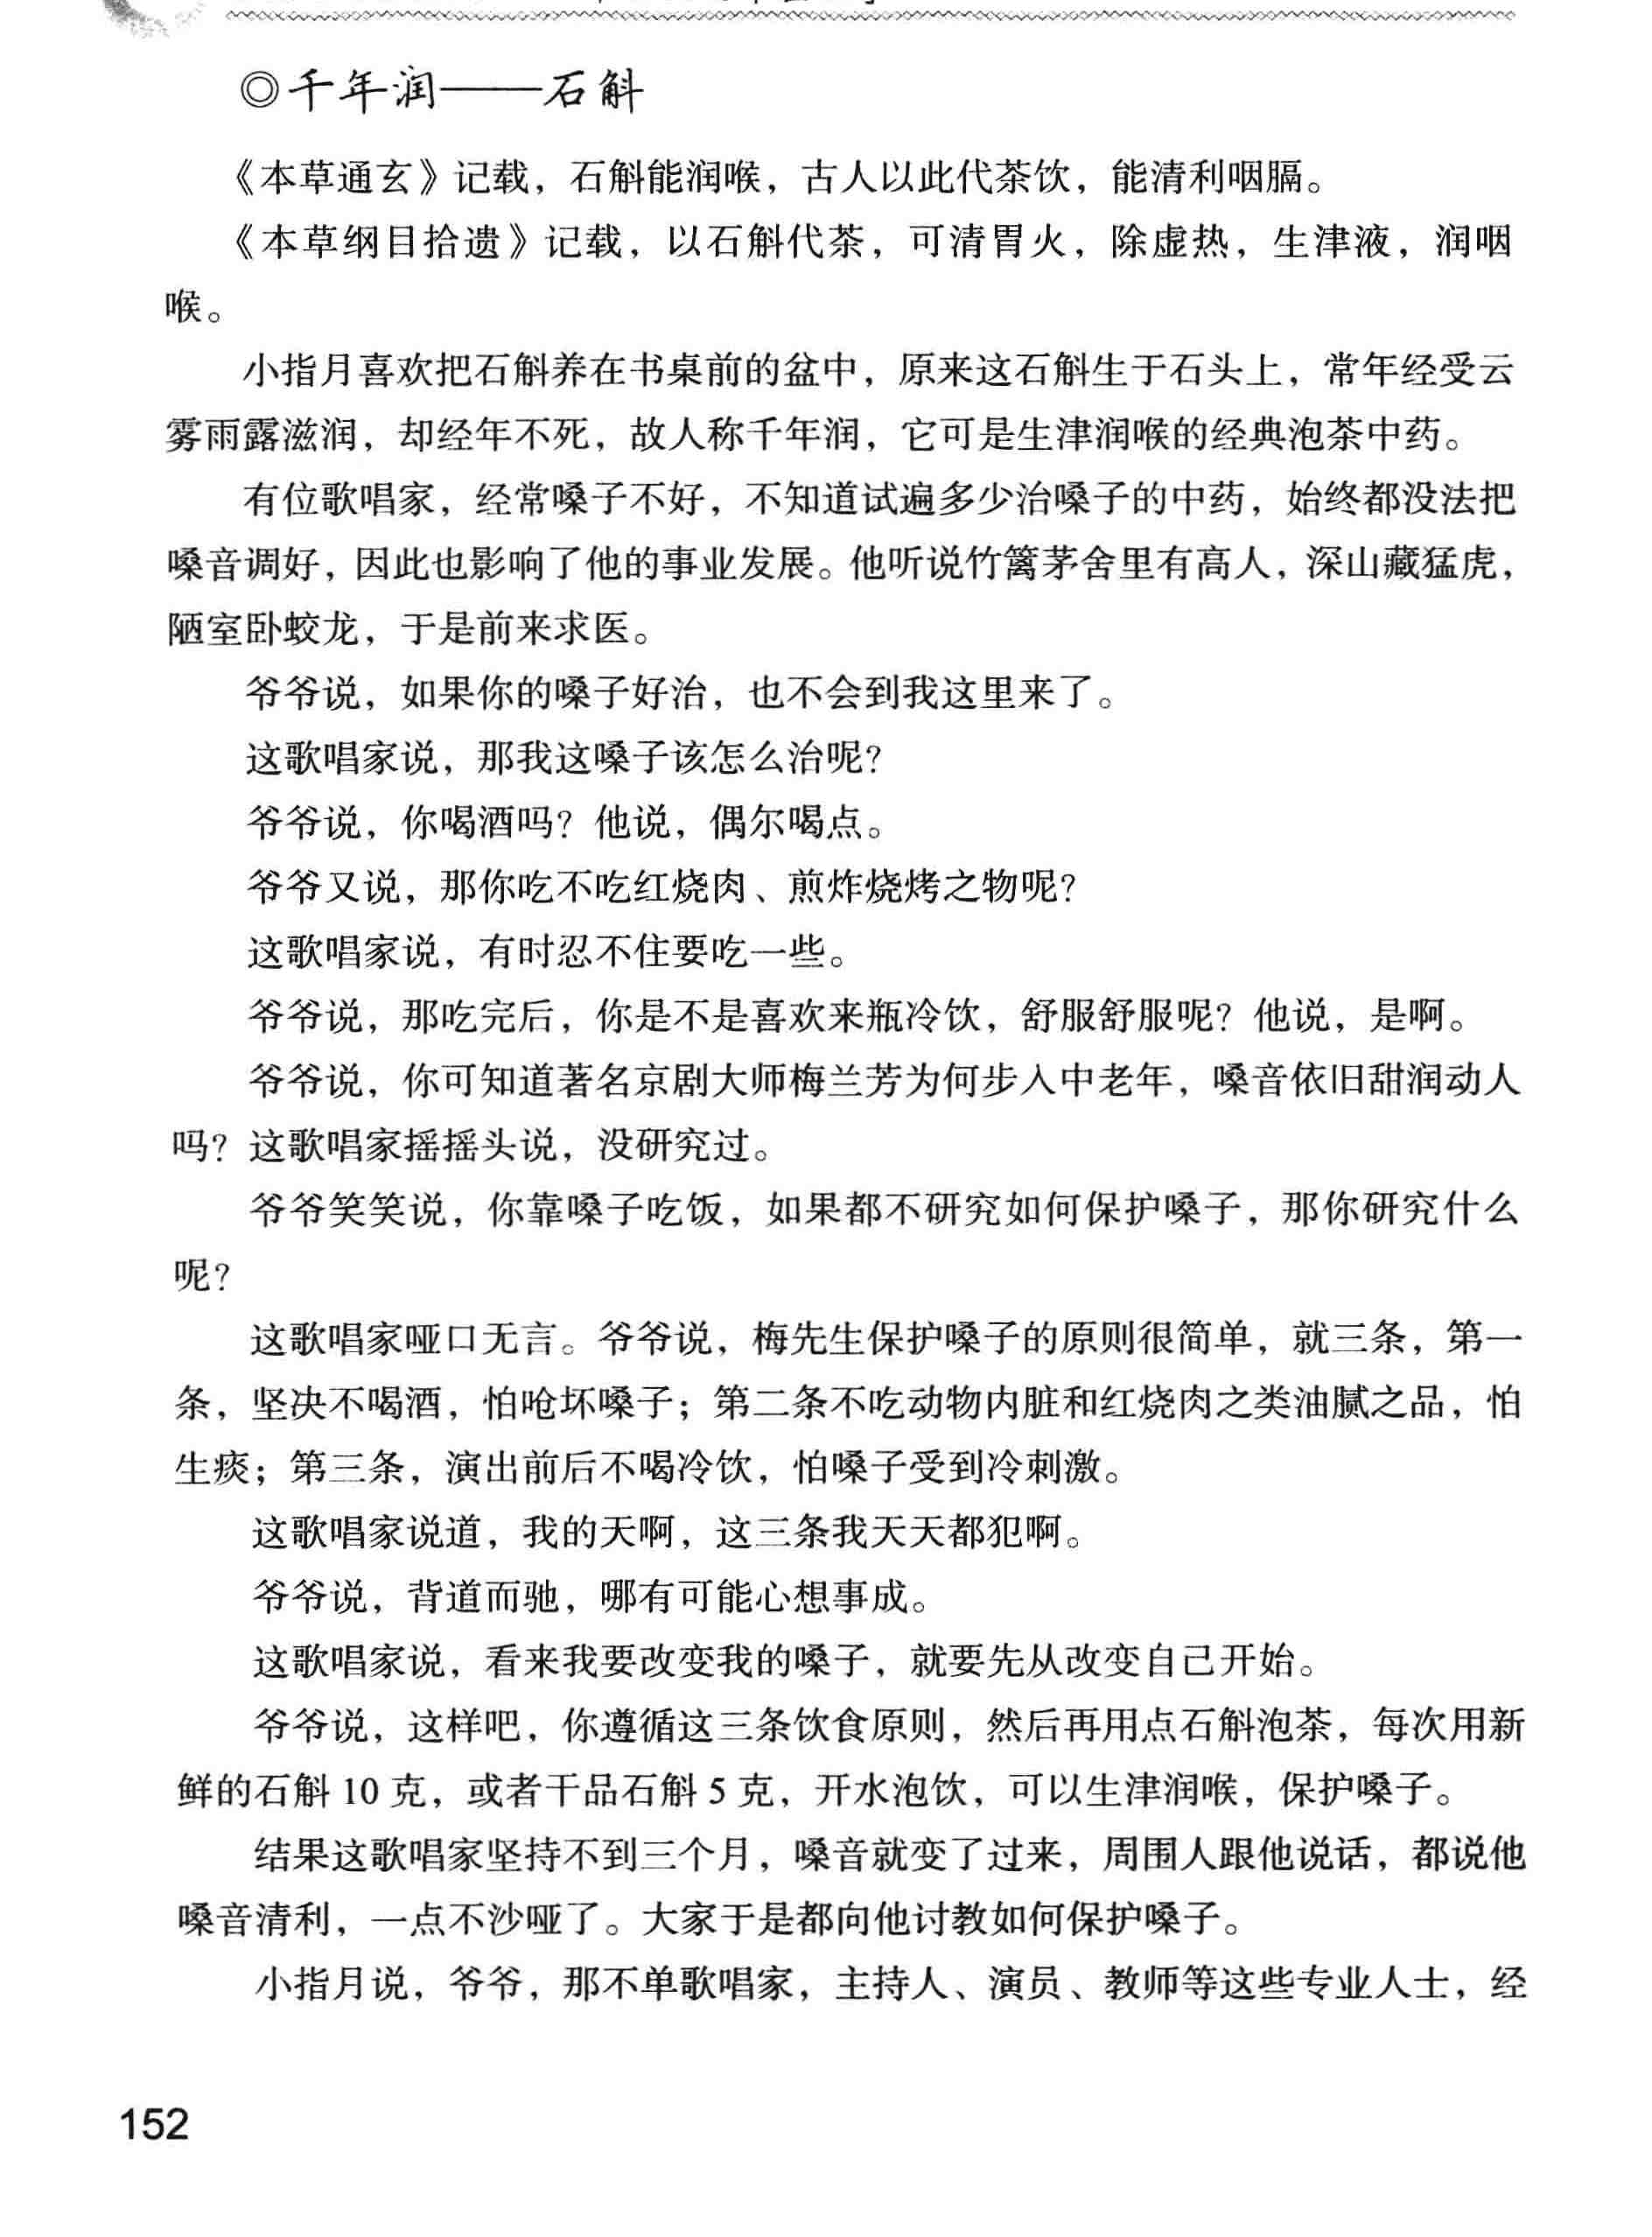 ◎千年润——石斛
《本草通玄》记载，石斛能润喉，古人以此代茶饮，能清利咽膈。
《本草纲目拾遗》记载，以石斛代茶，可清胃火，除虚热，生津液，润咽
喉。
小指月喜欢把石斛养在书桌前的盆中，原来这石斛生于石头上，常年经受云
雾雨露滋润，却经年不死，故人称千年润，它可是生津润喉的经典泡茶中药。
有位歌唱家，经常嗓子不好，不知道试遍多少治嗓子的中药，始终都没法把
嗓音调好，因此也影响了他的事业发展。他听说竹篱茅舍里有高人，深山藏猛虎，
陋室卧蛟龙，于是前来求医。
爷爷说，如果你的嗓子好治，也不会到我这里来了。
这歌唱家说，那我这嗓子该怎么治呢？
爷爷说，你喝酒吗？他说，偶尔喝点。
爷爷又说，那你吃不吃红烧肉、煎炸烧烤之物呢？
这歌唱家说，有时忍不住要吃一些。
爷爷说，那吃完后，你是不是喜欢来瓶冷饮，舒服舒服呢？他说，是啊。
爷爷说，你可知道著名京剧大师梅兰芳为何步入中老年，嗓音依旧甜润动人
吗？这歌唱家摇摇头说，没研究过。
爷爷笑笑说，你靠嗓子吃饭，如果都不研究如何保护嗓子，那你研究什么
呢？
这歌唱家哑口无言。爷爷说，梅先生保护嗓子的原则很简单，就三条，第一
条，坚决不喝酒，怕呛坏嗓子；第二条不吃动物内脏和红烧肉之类油腻之品，怕
生痰；第三条，演出前后不喝冷饮，怕嗓子受到冷刺激。
这歌唱家说道，我的天啊，这三条我天天都犯啊。
爷爷说，背道而驰，哪有可能心想事成。
这歌唱家说，看来我要改变我的嗓子，就要先从改变自己开始。
爷爷说，这样吧，你遵循这三条饮食原则，然后再用点石斛泡茶，每次用新
鲜的石斛 10 克，或者干品石斛 5 克，开水泡饮，可以生津润喉，保护嗓子。
结果这歌唱家坚持不到三个月，嗓音就变了过来，周围人跟他说话，都说他
嗓音清利，一点不沙哑了。大家于是都向他讨教如何保护嗓子。
小指月说，爷爷，那不单歌唱家，主持人、演员、教师等这些专业人士，经
152